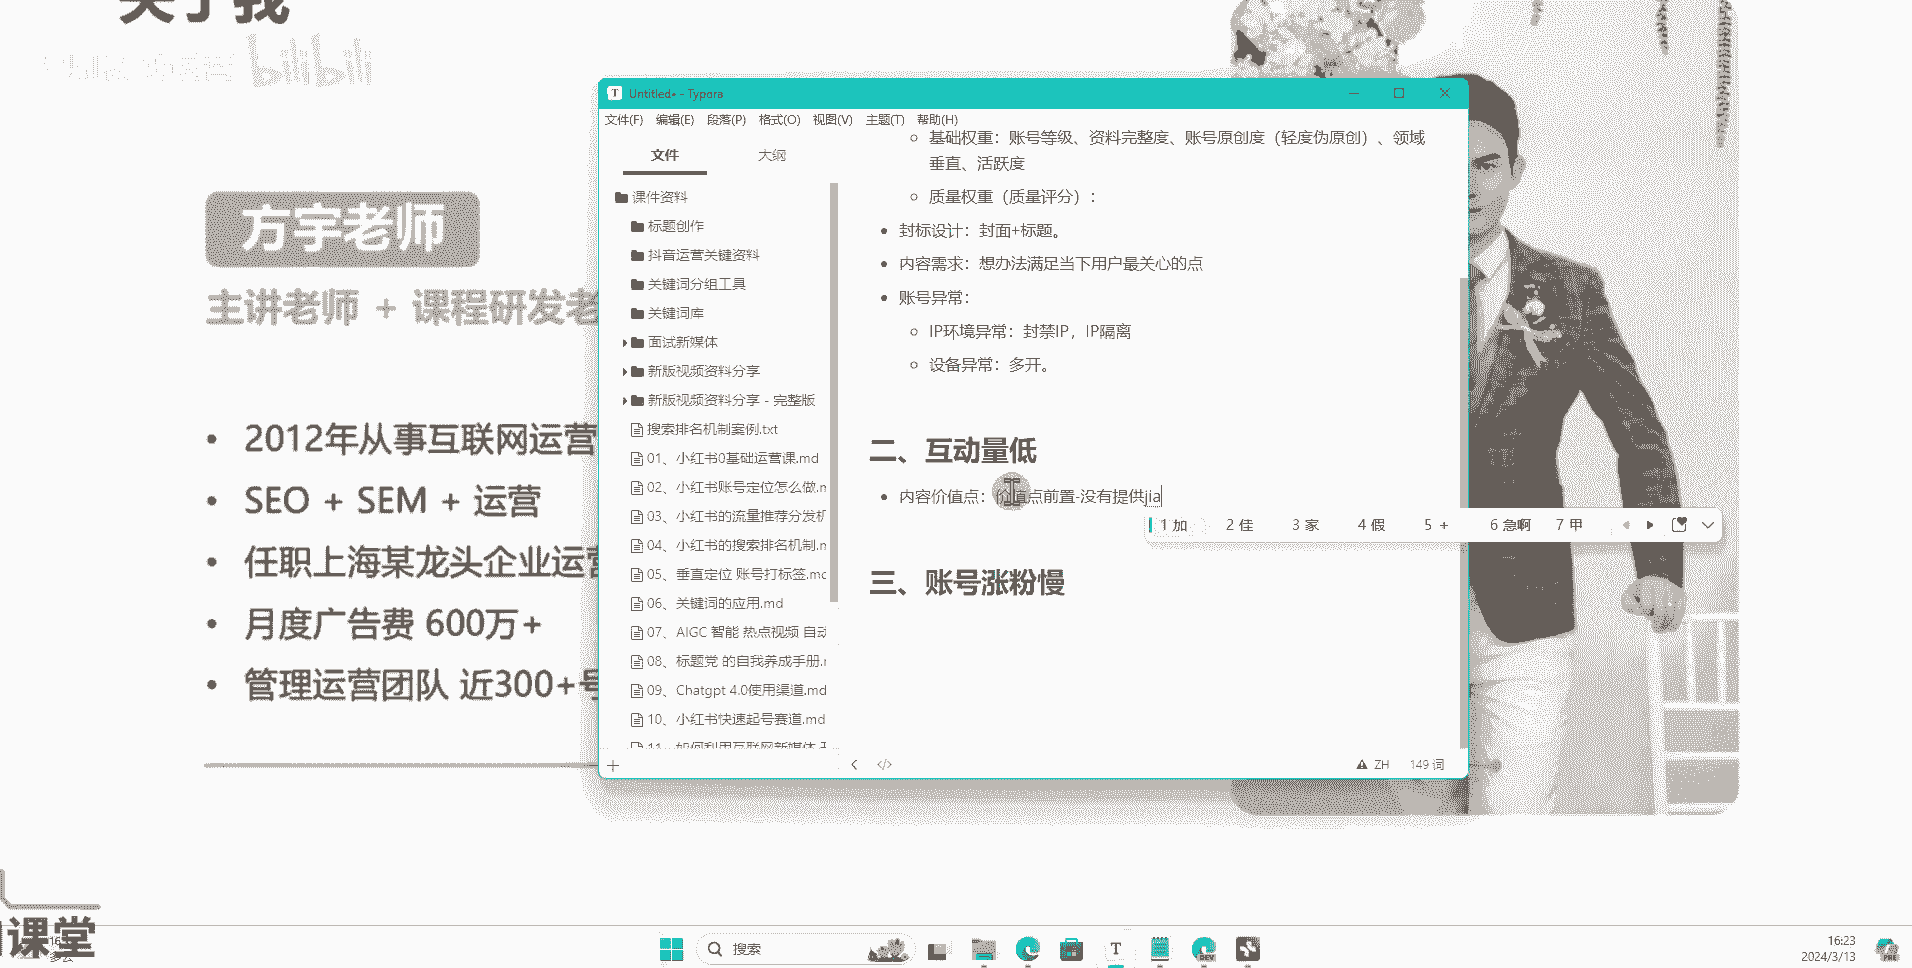 关于我
bilibili
方宇老师
主讲老师 + 课程研发老
• 2012年从事互联网运营
• SEO + SEM + 运营
• 任职上海某龙头企业运营
• 月度广告费 600万+
• 管理运营团队 近300+号
Untitled• - Typora
文件(F) 编辑(E) 段落(P) 格式(O) 视图(V) 主题(T) 帮助(H)
文件 大纲
课件资料
标题创作
抖音运营关键资料
关键词分组工具
关键词库
面试新媒体
新版视频资料分享
新版视频资料分享 - 完整版
搜索排名机制案例.txt
01、小红书0基础运营课.md
02、小红书账号定位怎么做.m
03、小红书的流量推荐分发机
04、小红书的搜索排名机制.m
05、垂直定位 账号打标签.md
06、关键词的应用.md
07、AIGC 智能 热点视频 自动
08、标题党 的自我养成手册.m
09、Chatgpt 4.0使用渠道.md
10、小红书快速起号赛道.md
11、如何利用互联网新媒体
基础权重：账号等级、资料完整度、账号原创度（轻度伪原创）、领域
垂直、活跃度
质量权重（质量评分）：
• 封标设计：封面+标题。
• 内容需求：想办法满足当下用户最关心的点
• 账号异常：
IP环境异常：封禁IP，IP隔离
设备异常：多开。
二、互动量低
• 内容价值点：价值点前置-没有提供jia
1 加 2 佳 3 家 4 假 5 + 6 急啊 7 甲
三、账号涨粉慢
ZH 149 词
课堂
搜索
16:23
2024/3/13